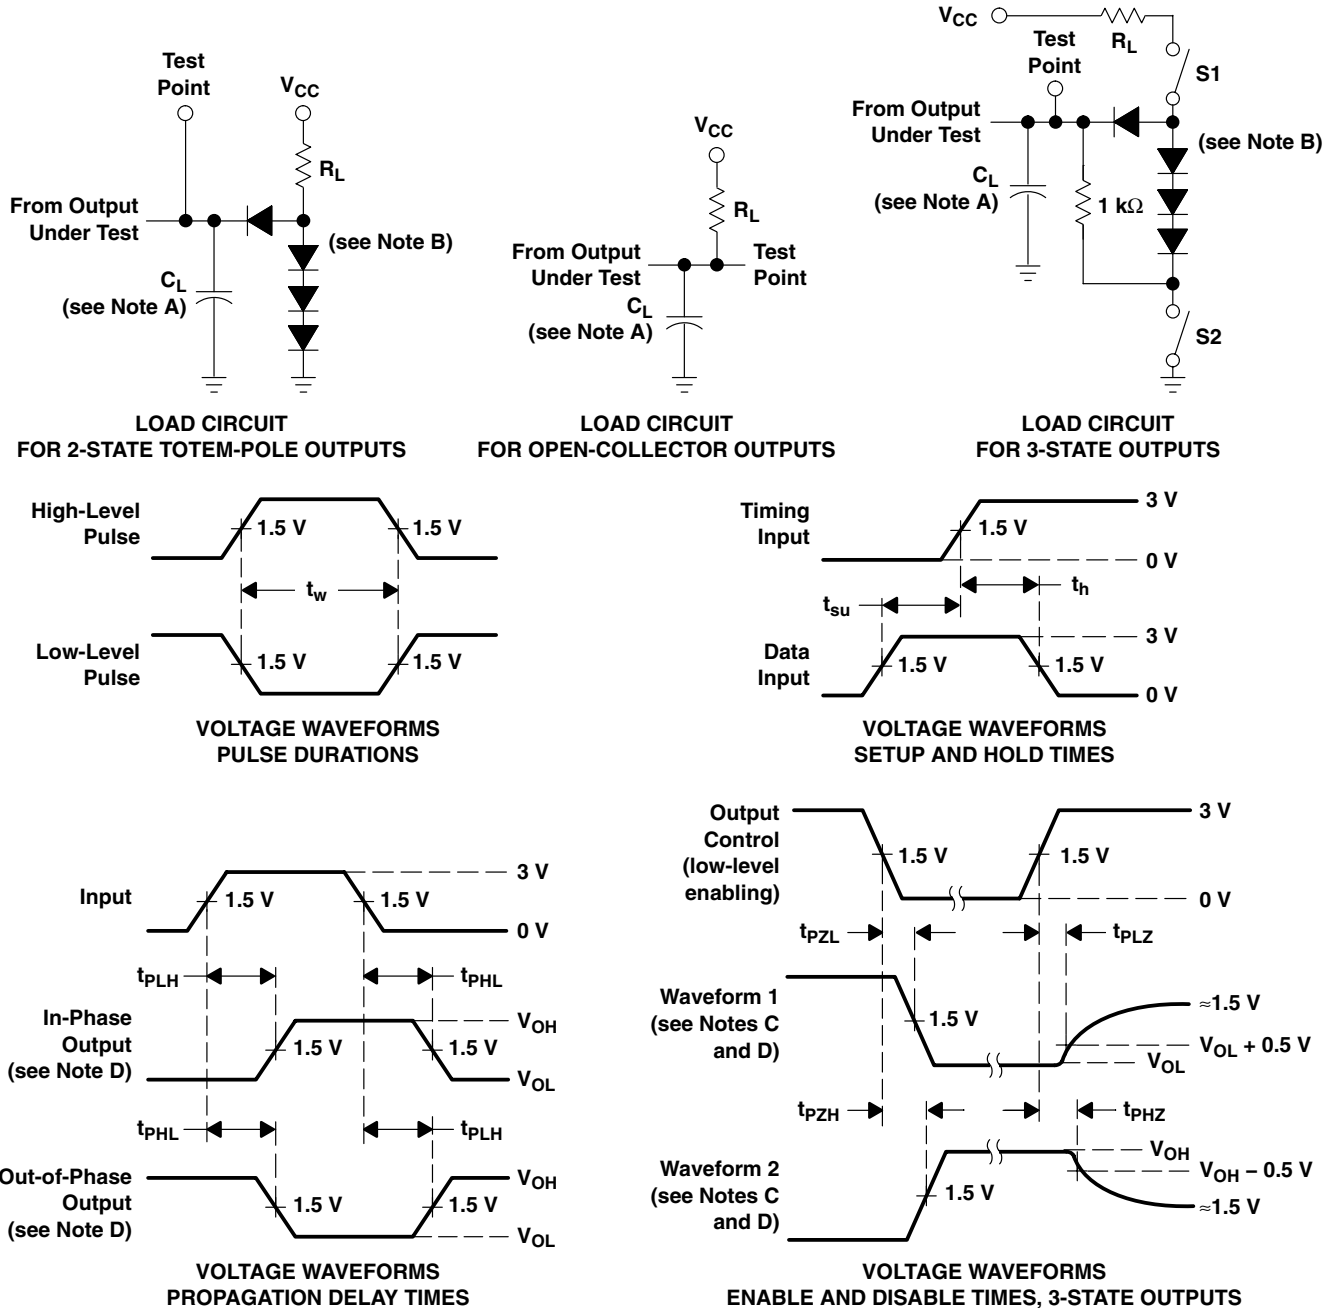 Test
Point
VCC
RL
From Output
Under Test
(see Note B)
CL
(see Note A)
LOAD CIRCUIT
FOR 2-STATE TOTEM-POLE OUTPUTS
VCC
RL
From Output
Under Test
Test
Point
CL
(see Note A)
LOAD CIRCUIT
FOR OPEN-COLLECTOR OUTPUTS
VCC
RL
Test
Point
S1
From Output
Under Test
(see Note B)
CL
(see Note A)
1 kΩ
S2
LOAD CIRCUIT
FOR 3-STATE OUTPUTS
High-Level
Pulse
1.5 V
1.5 V
tw
Low-Level
Pulse
1.5 V
1.5 V
VOLTAGE WAVEFORMS
PULSE DURATIONS
Timing
Input
1.5 V
3 V
0 V
th
tsu
Data
Input
1.5 V
1.5 V
3 V
0 V
VOLTAGE WAVEFORMS
SETUP AND HOLD TIMES
Input
1.5 V
1.5 V
3 V
0 V
tPLH
tPHL
In-Phase
Output
(see Note D)
1.5 V
1.5 V
VOH
VOL
tPHL
tPLH
Out-of-Phase
Output
(see Note D)
1.5 V
1.5 V
VOH
VOL
VOLTAGE WAVEFORMS
PROPAGATION DELAY TIMES
Output
Control
(low-level
enabling)
1.5 V
1.5 V
3 V
0 V
tPZL
tPLZ
Waveform 1
(see Notes C
and D)
1.5 V
≈1.5 V
VOL + 0.5 V
VOL
tPZH
tPHZ
Waveform 2
(see Notes C
and D)
1.5 V
VOH
VOH − 0.5 V
≈1.5 V
VOLTAGE WAVEFORMS
ENABLE AND DISABLE TIMES, 3-STATE OUTPUTS